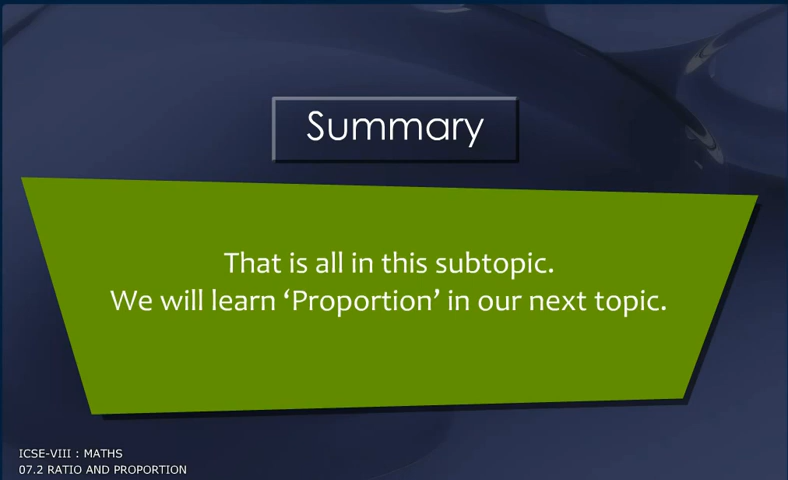 Summary
That is all in this subtopic.
We will learn ‘Proportion’ in our next topic.
ICSE-VIII : MATHS
07.2 RATIO AND PROPORTION